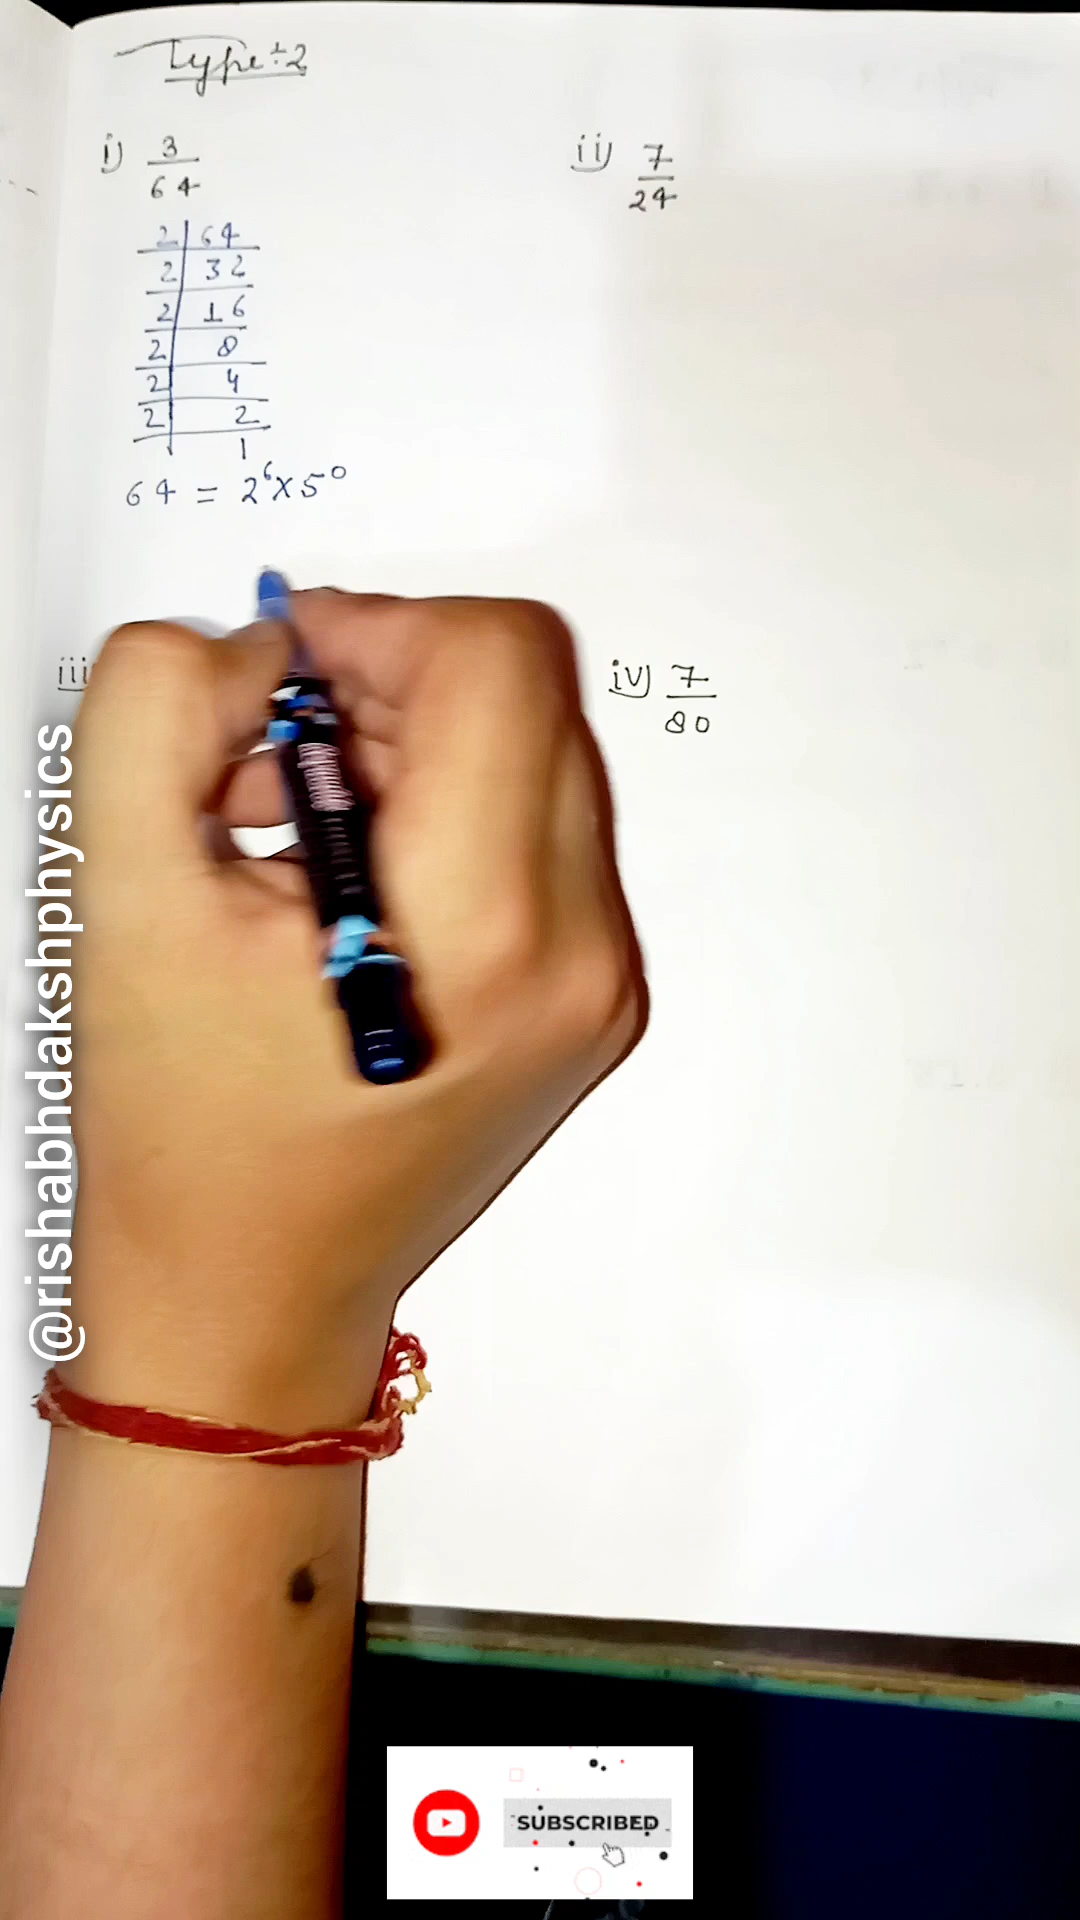 Type:-2
i) 3/64
ii) 7/24
2 | 64
2 | 32
2 | 16
2 | 8
2 | 4
2 | 2
1
64 = 2⁶ x 5⁰
iii
iv) 7/80
@rishabhdakshphysics
SUBSCRIBED